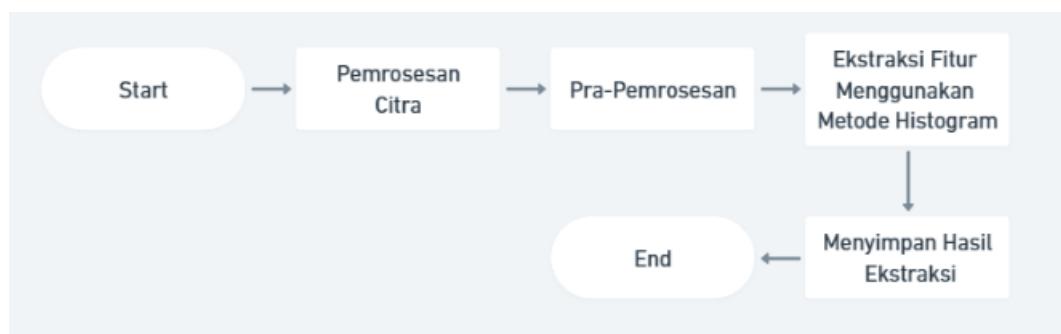 Start
Pemrosesan
Citra
Pra-Pemrosesan
Ekstraksi Fitur
Menggunakan
Metode Histogram
Menyimpan Hasil
Ekstraksi
End